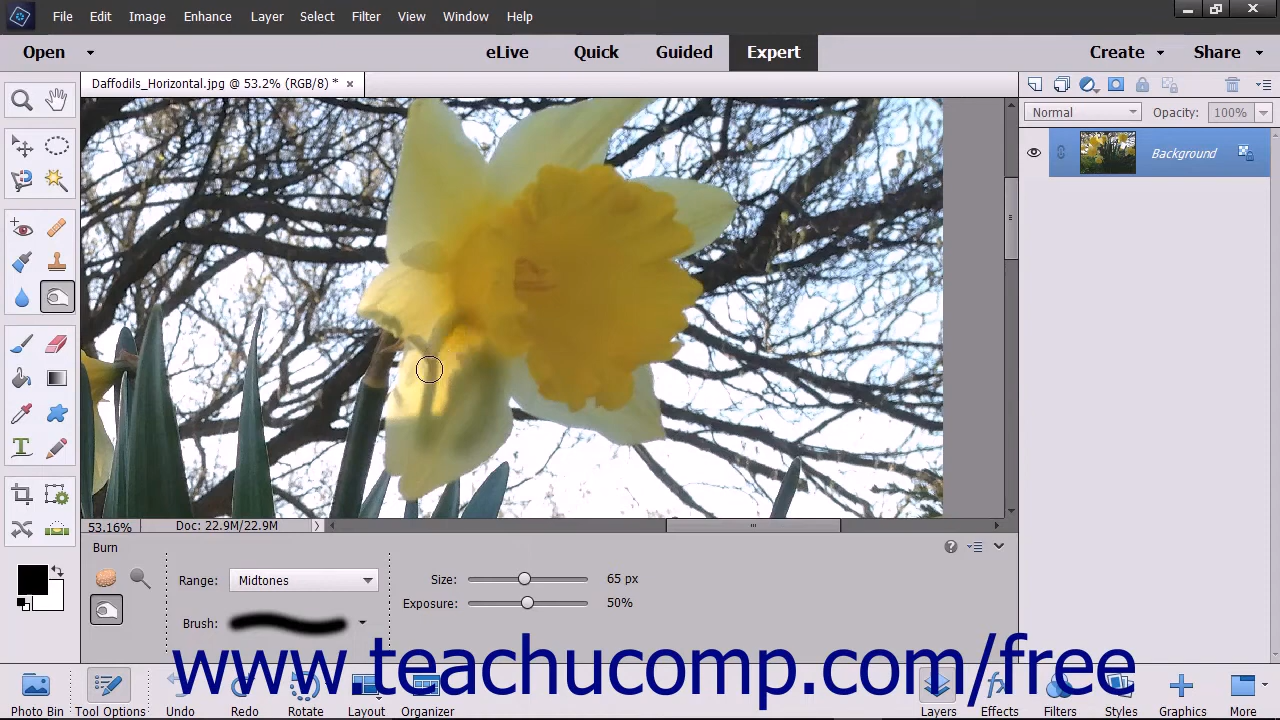 File Edit Image Enhance Layer Select Filter View Window Help
Open eLive Quick Guided Expert Create Share
Daffodils_Horizontal.jpg @ 53.2% (RGB/8) * ×
Normal Opacity: 100%
Background
53.16% Doc: 22.9M/22.9M
Burn
Range: Midtones Size: 65 px
Exposure: 50%
Brush:
www.teachucomp.com/free
Photo Bin Tool Options Undo Redo Rotate Layout Organizer Layers Effects Filters Styles Graphics More